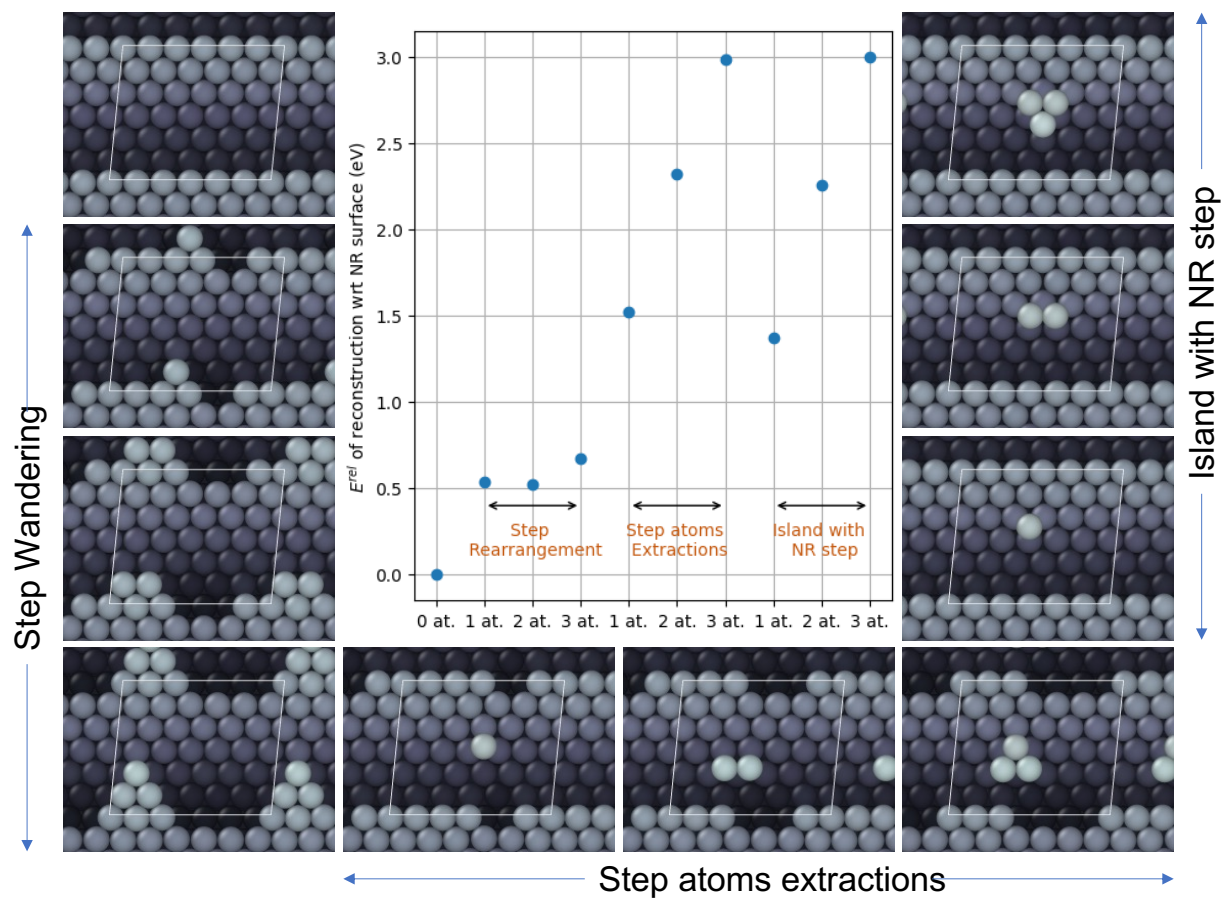 Step Wandering
E^rel of reconstruction wrt NR surface (eV)
3.0
2.5
2.0
1.5
1.0
0.5
0.0
Step
Rearrangement
Step atoms
Extractions
Island with
NR step
0 at. 1 at. 2 at. 3 at. 1 at. 2 at. 3 at. 1 at. 2 at. 3 at.
Island with NR step
Step atoms extractions